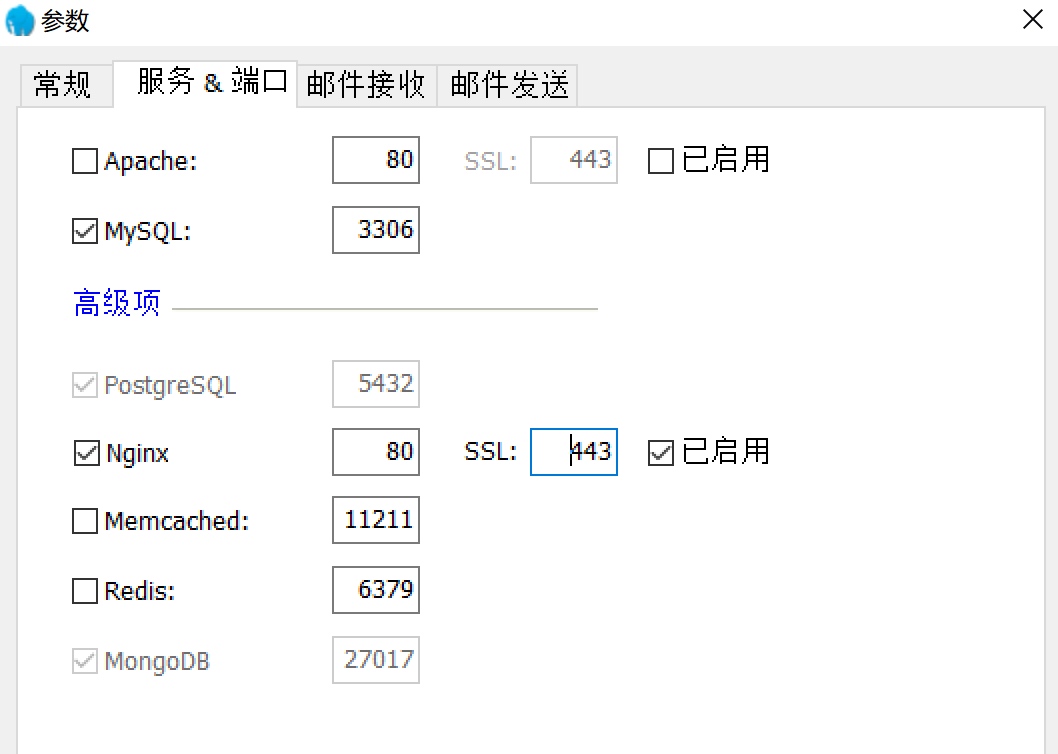 参数
常规 服务 & 端口 邮件接收 邮件发送
Apache: 80 SSL: 443 已启用
MySQL: 3306
高级项
PostgreSQL 5432
Nginx 80 SSL: 443 已启用
Memcached: 11211
Redis: 6379
MongoDB 27017